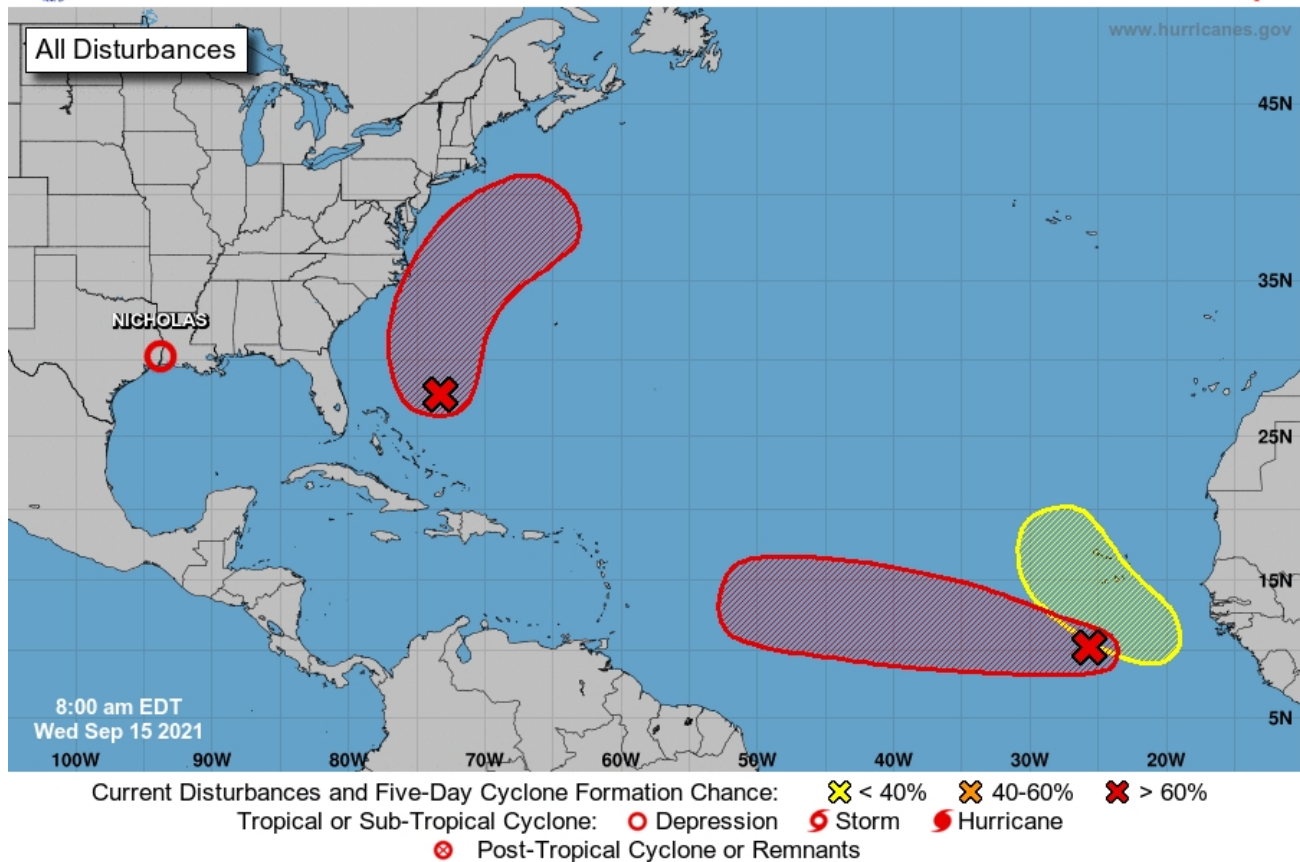 All Disturbances
www.hurricanes.gov
45N
35N
NICHOLAS
25N
15N
8:00 am EDT
Wed Sep 15 2021
5N
100W 90W 80W 70W 60W 50W 40W 30W 20W
Current Disturbances and Five-Day Cyclone Formation Chance: < 40% 40-60% > 60%
Tropical or Sub-Tropical Cyclone: Depression Storm Hurricane
Post-Tropical Cyclone or Remnants